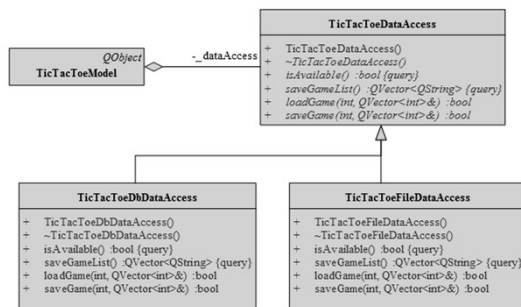 TicTacToeDataAccess
QObject
TicTacToeModel
-_dataAccess
+ TicTacToeDataAccess()
+ ~TicTacToeDataAccess()
+ isAvailable() :bool {query}
+ saveGameList() :QVector<QString> {query}
+ loadGame(int, QVector<int>&) :bool
+ saveGame(int, QVector<int>&) :bool
TicTacToeDbDataAccess
+ TicTacToeDbDataAccess()
+ ~TicTacToeDbDataAccess()
+ isAvailable() :bool {query}
+ saveGameList() :QVector<QString> {query}
+ loadGame(int, QVector<int>&) :bool
+ saveGame(int, QVector<int>&) :bool
TicTacToeFileDataAccess
+ TicTacToeFileDataAccess()
+ ~TicTacToeFileDataAccess()
+ isAvailable() :bool {query}
+ saveGameList() :QVector<QString> {query}
+ loadGame(int, QVector<int>&) :bool
+ saveGame(int, QVector<int>&) :bool